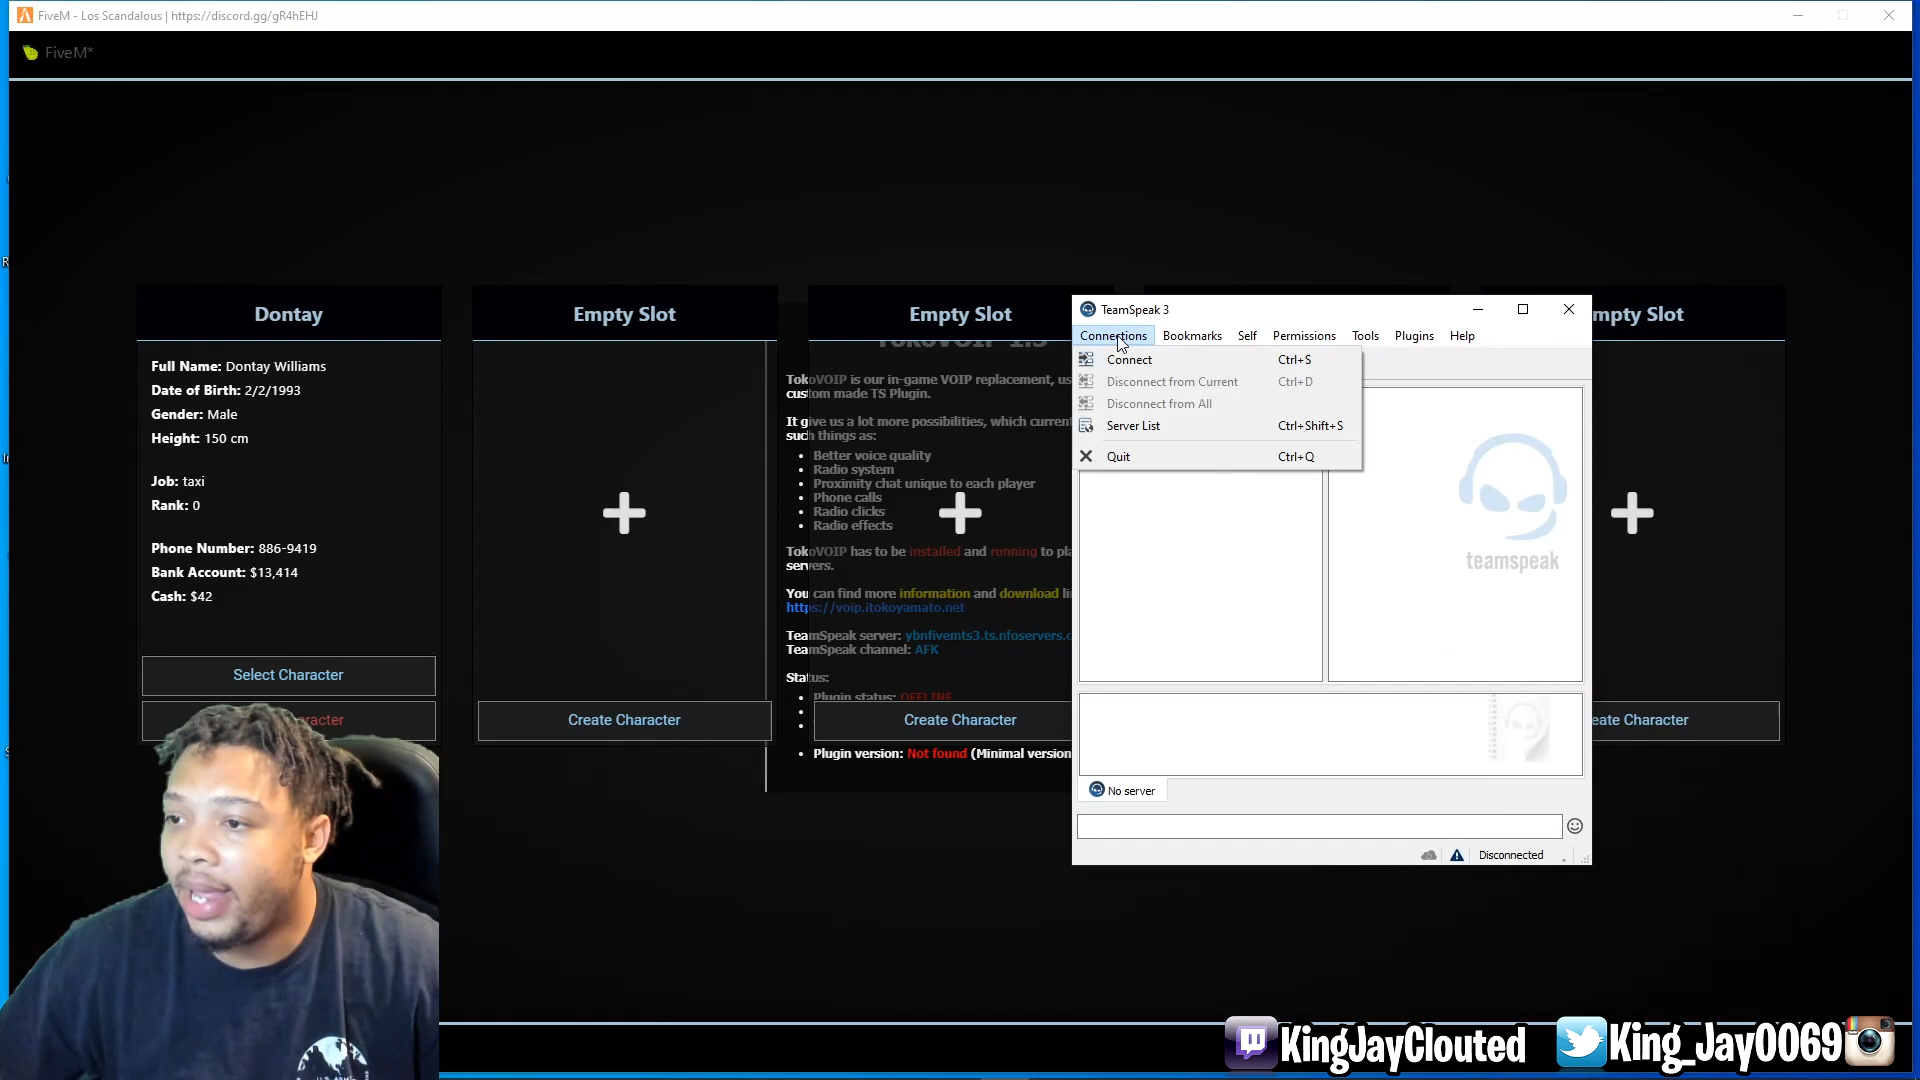 FiveM - Los Scandalous | https://discord.gg/gR4hEHJ
FiveM*
Dontay
Full Name: Dontay Williams
Date of Birth: 2/2/1993
Gender: Male
Height: 150 cm
Job: taxi
Rank: 0
Phone Number: 886-9419
Bank Account: $13,414
Cash: $42
Select Character
Empty Slot
Create Character
Empty Slot
TokoVOIP is our in-game VOIP replacement,
custom made TS Plugin.
It give us a lot more possibilities, which
such things as:
Better voice quality
Radio system
Proximity chat unique to each player
Phone calls
Radio clicks
Radio effects
TokoVOIP has to be installed and running to
servers.
You can find more information and download
https://voip.itokoyamato.net
TeamSpeak server: ybnfivemts3.ts.nfoservers.
TeamSpeak channel: AFK
Status:
Plugin status: OFFLINE
Create Character
Plugin version: Not found (Minimal version
TeamSpeak 3
Connections Bookmarks Self Permissions Tools Plugins Help
Connect Ctrl+S
Disconnect from Current Ctrl+D
Disconnect from All
Server List Ctrl+Shift+S
Quit Ctrl+Q
teamspeak
No server
Disconnected
Slot
Character
KingJayClouted
King_Jay0069